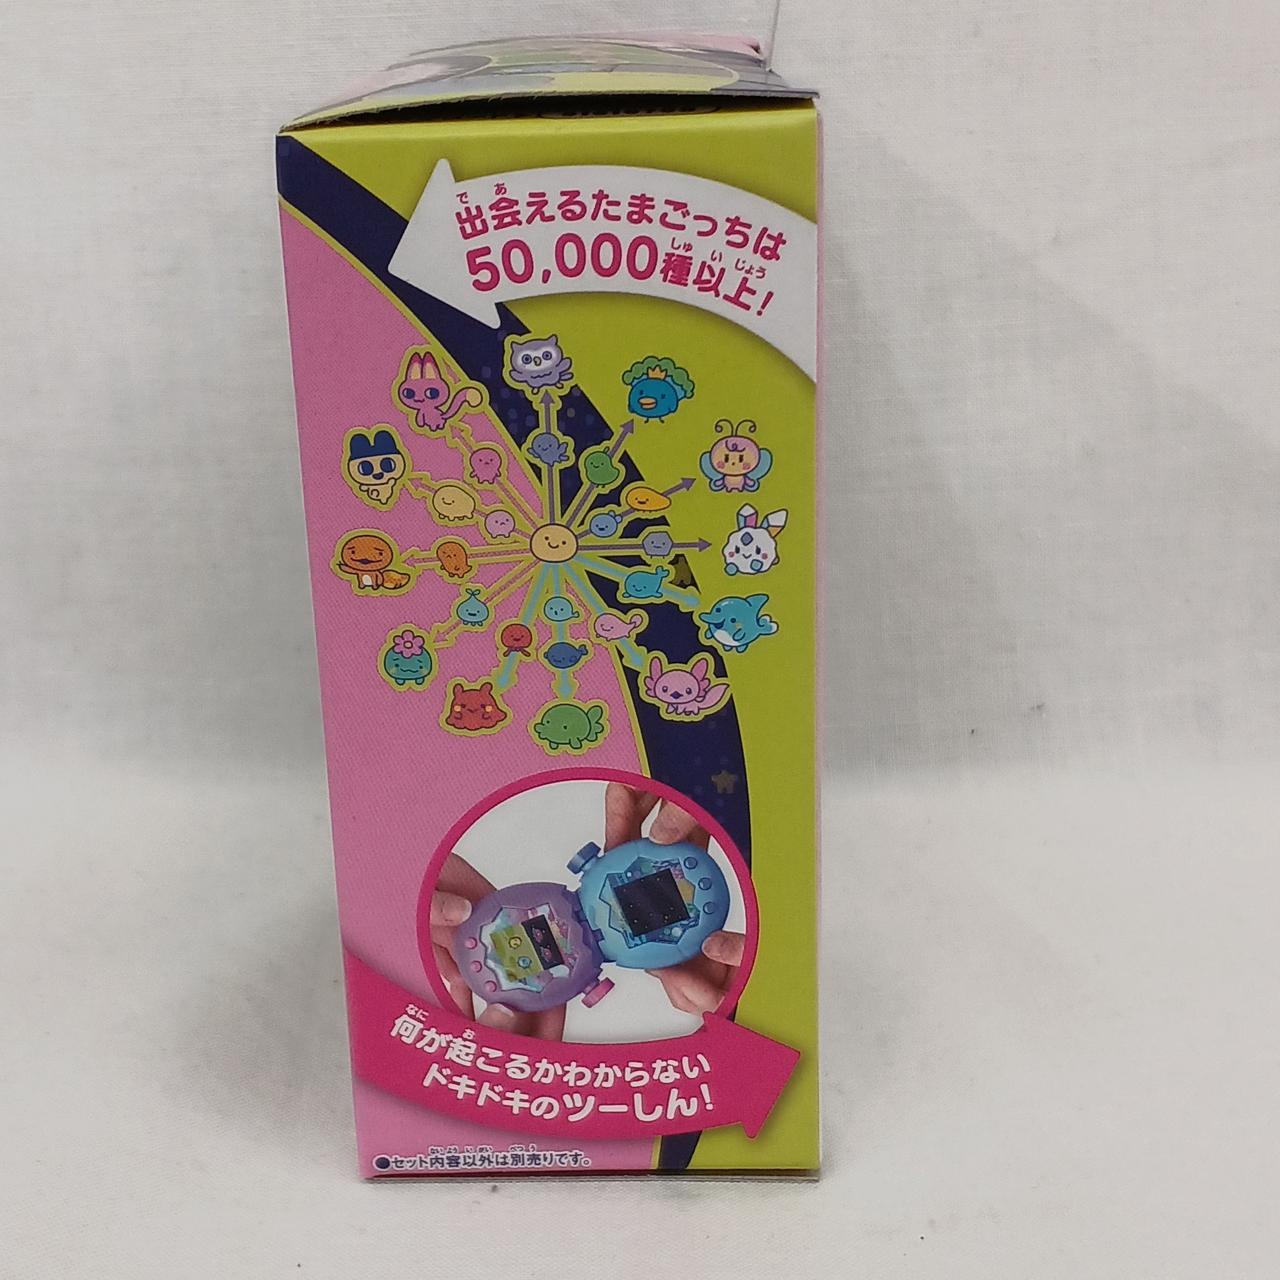 出会えるたまごっちは
50,000種以上!
何が起こるかわからない
ドキドキのツーしん!
●セット内容以外は別売りです。